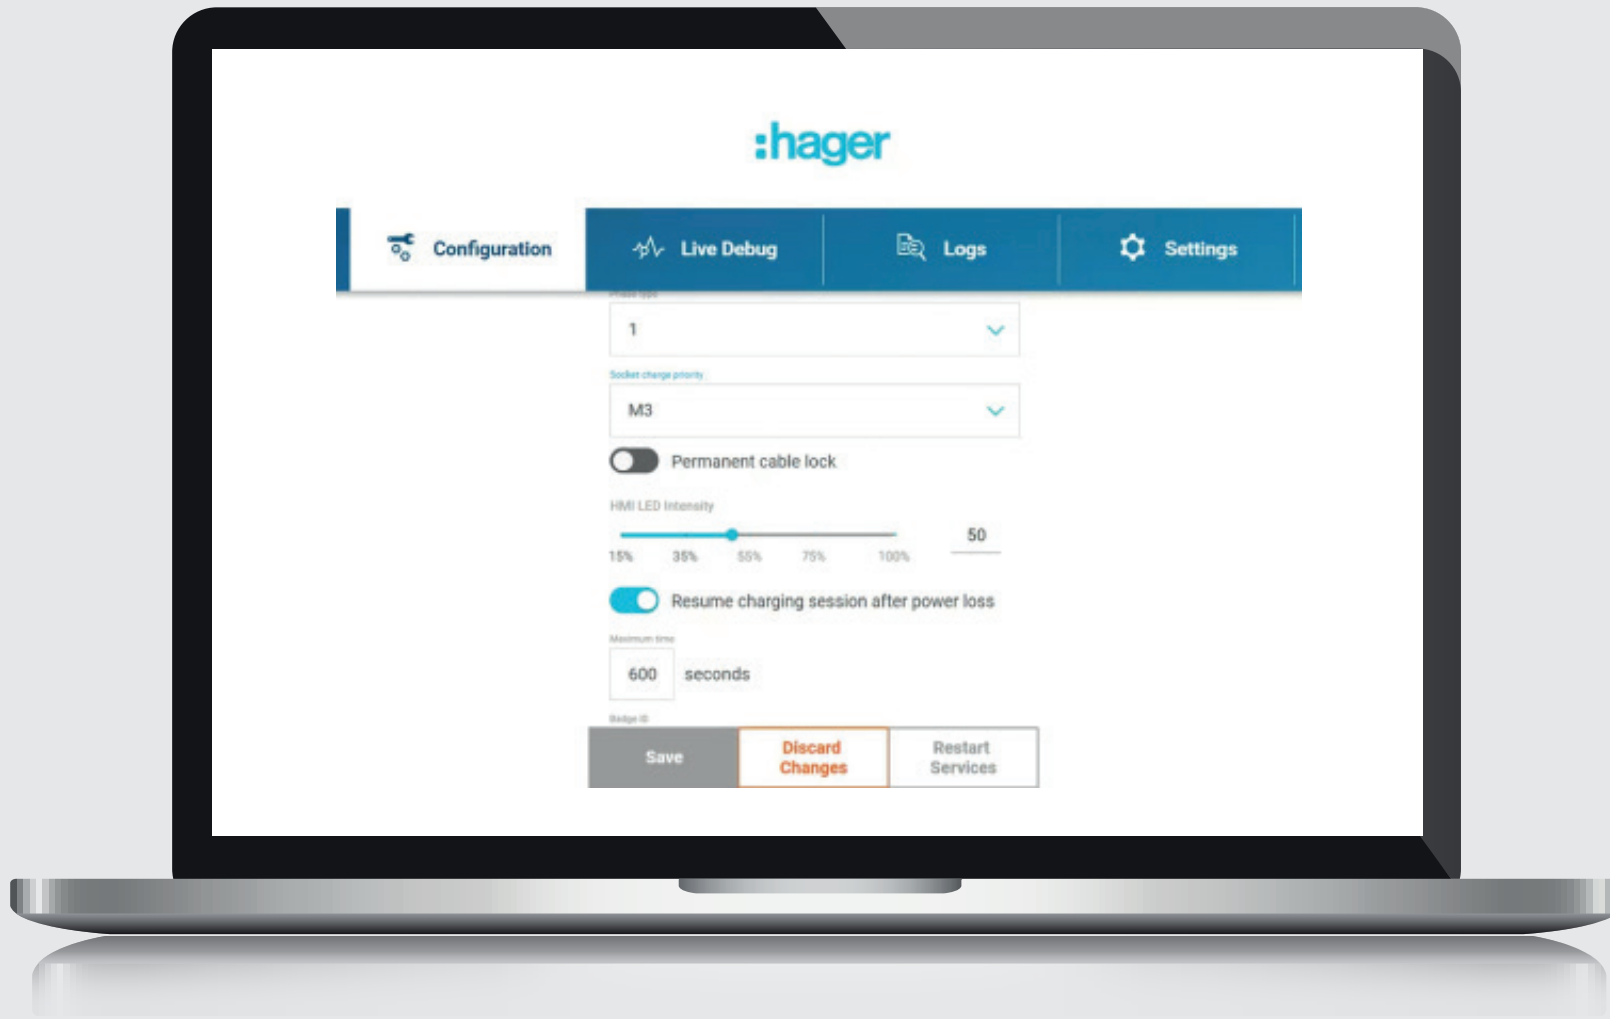 :hager
Configuration
Live Debug
Logs
Settings
Phase type
1
Socket charge priority
M3
Permanent cable lock
HMI LED Intensity
50
15% 35% 55% 75% 100%
Resume charging session after power loss
Maximum time
600 seconds
Badge ID
Save
Discard
Changes
Restart
Services